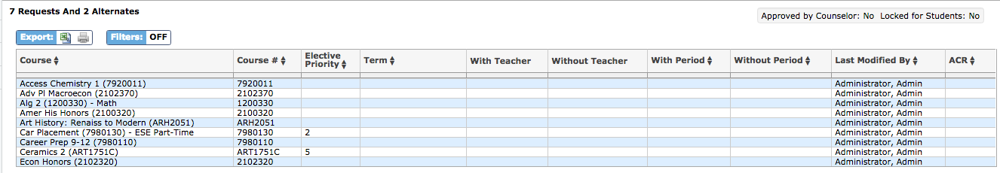 7 Requests And 2 Alternates
Approved by Counselor: No Locked for Students: No
Export: Filters: OFF
Course Course # Elective Priority Term With Teacher Without Teacher With Period Without Period Last Modified By ACR
Access Chemistry 1 (7920011) 7920011 Administrator, Admin
Adv Pl Macroecon (2102370) 2102370 Administrator, Admin
Alg 2 (1200330) - Math 1200330 Administrator, Admin
Amer His Honors (2100320) 2100320 Administrator, Admin
Art History: Renaiss to Modern (ARH2051) ARH2051 Administrator, Admin
Car Placement (7980130) - ESE Part-Time 7980130 2 Administrator, Admin
Career Prep 9-12 (7980110) 7980110 Administrator, Admin
Ceramics 2 (ART1751C) ART1751C 5 Administrator, Admin
Econ Honors (2102320) 2102320 Administrator, Admin